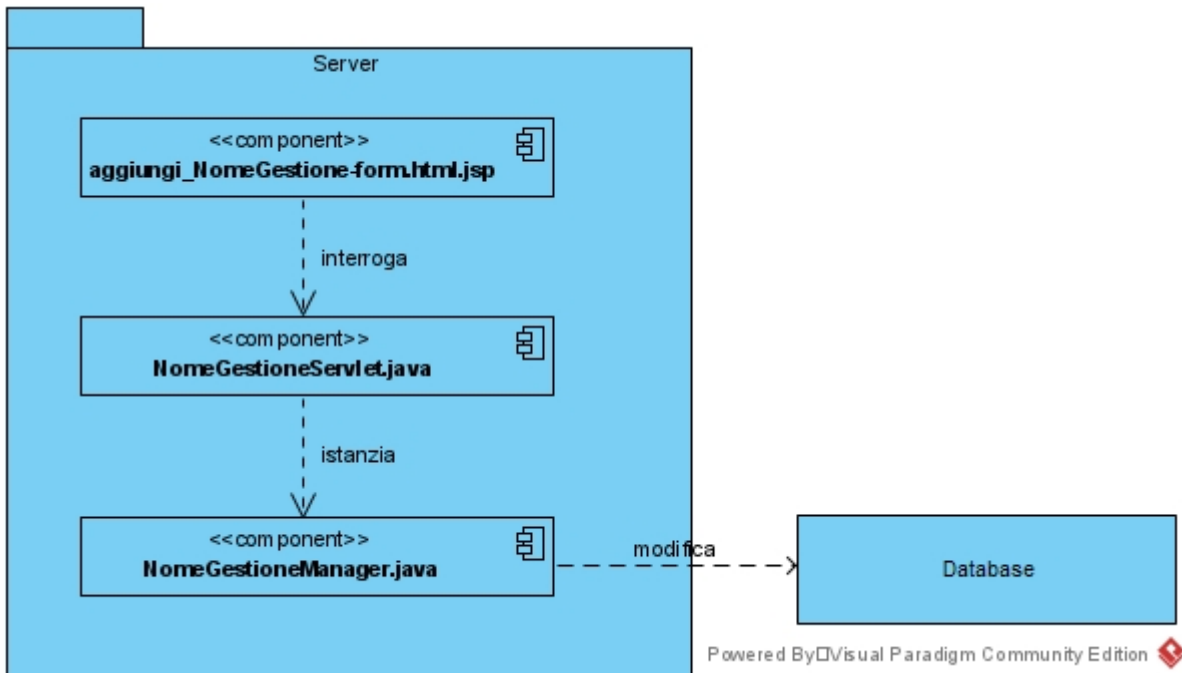 Server
<<component>>
aggiungi_NomeGestione-form.html.jsp
interroga
<<component>>
NomeGestioneServlet.java
istanzia
<<component>>
NomeGestioneManager.java
modifica
Database
Powered By□Visual Paradigm Community Edition